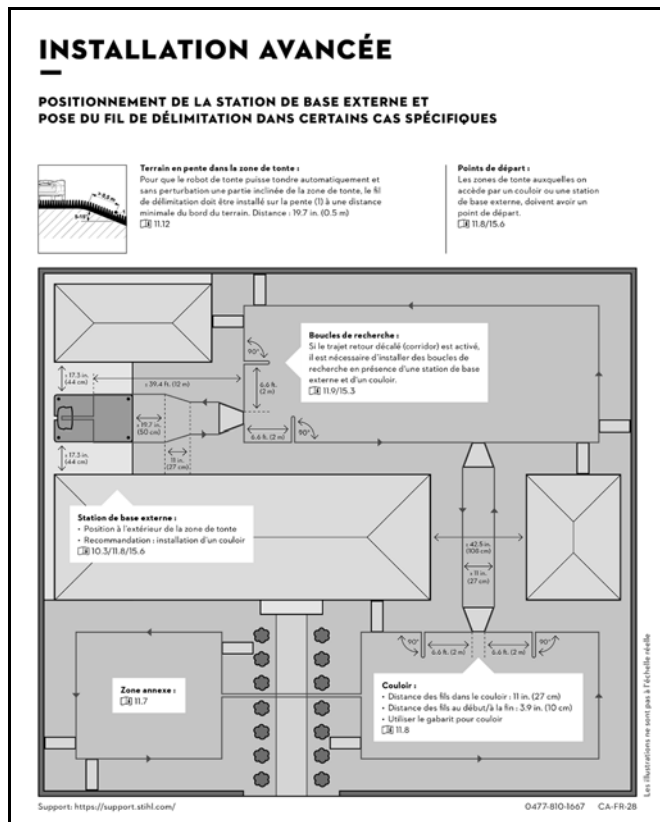 INSTALLATION AVANCÉE
POSITIONNEMENT DE LA STATION DE BASE EXTERNE ET
POSE DU FIL DE DÉLIMITATION DANS CERTAINS CAS SPÉCIFIQUES
Terrain en pente dans la zone de tonte :
Pour que le robot de tonte puisse tondre automatiquement et
sans perturbation une partie inclinée de la zone de tonte, le fil
de délimitation doit être installé sur la pente (1) à une distance
minimale du bord du terrain. Distance : 19.7 in. (0.5 m)
11.12
Points de départ :
Les zones de tonte auxquelles on
accède par un couloir ou une station
de base externe, doivent avoir un
point de départ.
11.8/15.6
Boucles de recherche :
Si le trajet retour décalé (corridor) est activé,
il est nécessaire d'installer des boucles de
recherche en présence d'une station de base
externe et d'un couloir.
11.9/15.3
90°
≥ 17.3 in.
(44 cm)
≤ 39.4 ft. (12 m)
6.6 ft.
(2 m)
≥ 19.7 in.
(50 cm)
6.6 ft. (2 m)
90°
11 in.
(27 cm)
≥ 17.3 in.
(44 cm)
Station de base externe :
• Position à l'extérieur de la zone de tonte
• Recommandation : installation d'un couloir
10.3/11.8/15.6
(108 cm)
(27 cm)
90°
6.6 ft. (2 m)
6.6 ft. (2 m)
90°
Zone annexe :
11.7
Couloir :
• Distance des fils dans le couloir : 11 in. (27 cm)
• Distance des fils au début/à la fin : 3.9 in. (10 cm)
• Utiliser le gabarit pour couloir
11.8
Les illustrations ne sont pas à l'échelle réelle
Support: https://support.stihl.com/
0477-810-1667 CA-FR-28